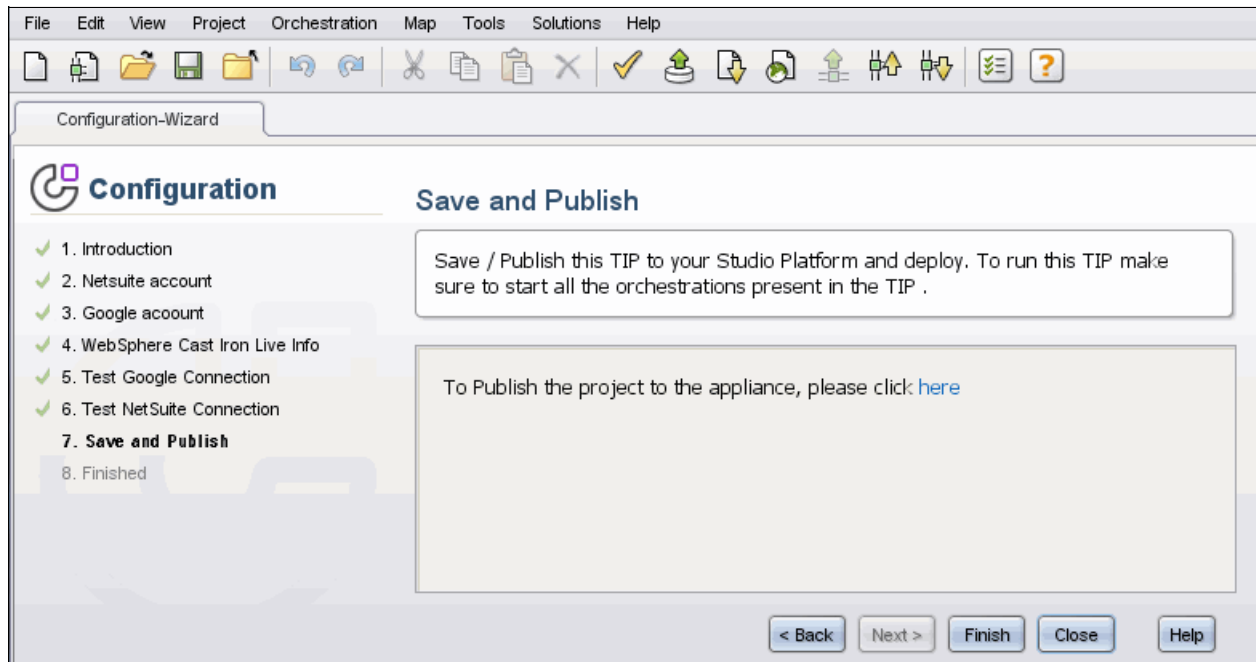 File Edit View Project Orchestration Map Tools Solutions Help
Configuration-Wizard
Configuration
1. Introduction
2. Netsuite account
3. Google acoount
4. WebSphere Cast Iron Live Info
5. Test Google Connection
6. Test NetSuite Connection
7. Save and Publish
8. Finished
Save and Publish
Save / Publish this TIP to your Studio Platform and deploy. To run this TIP make
sure to start all the orchestrations present in the TIP .
To Publish the project to the appliance, please click here
< Back Next > Finish Close Help